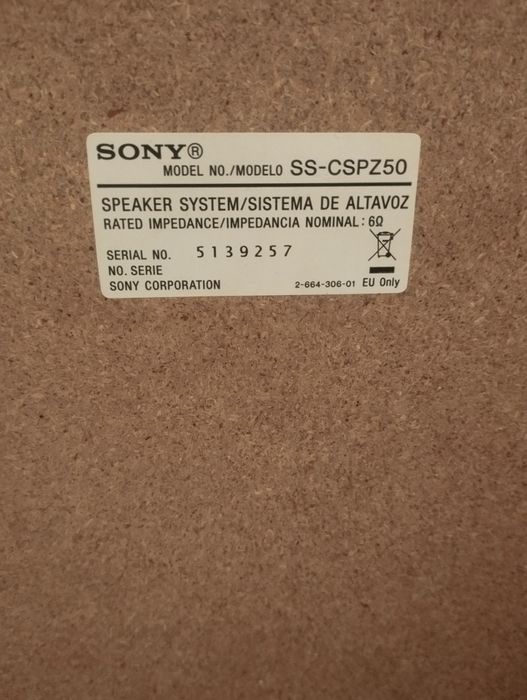 SONY®
MODEL NO./MODELO SS-CSPZ50
SPEAKER SYSTEM/SISTEMA DE ALTAVOZ
RATED IMPEDANCE/IMPEDANCIA NOMINAL: 6Ω
SERIAL NO. 5139257
NO. SERIE
SONY CORPORATION 2-664-306-01 EU Only